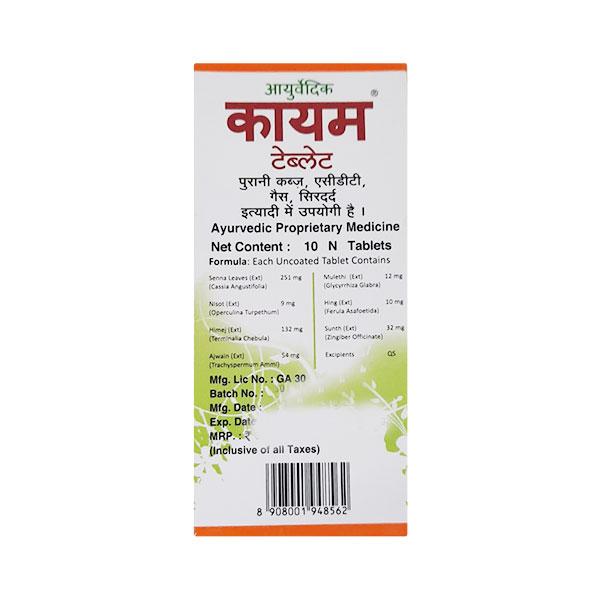 आयुर्वेदिक
कायम®
टेब्लेट
पुरानी कब्ज़, एसीडीटी,
गैस, सिरदर्द
इत्यादी में उपयोगी है ।
Ayurvedic Proprietary Medicine
Net Content : 10 N Tablets
Formula: Each Uncoated Tablet Contains
Senna Leaves (Ext) 251 mg
(Cassia Angustifolia)
Nisot (Ext) 9 mg
(Operculina Turpethum)
Himej (Ext) 132 mg
(Terminalia Chebula)
Ajwain (Ext) 54 mg
(Trachyspermum Ammi)
Mulethi (Ext) 12 mg
(Glycyrrhiza Glabra)
Hing (Ext) 10 mg
(Ferula Asafoetida)
Sunth (Ext) 32 mg
(Zingiber Officinate)
Excipients QS
Mfg. Lic No. : GA 30
Batch No. :
Mfg. Date :
Exp. Date
MRP. : ₹
(Inclusive of all Taxes)
8 908001 948562